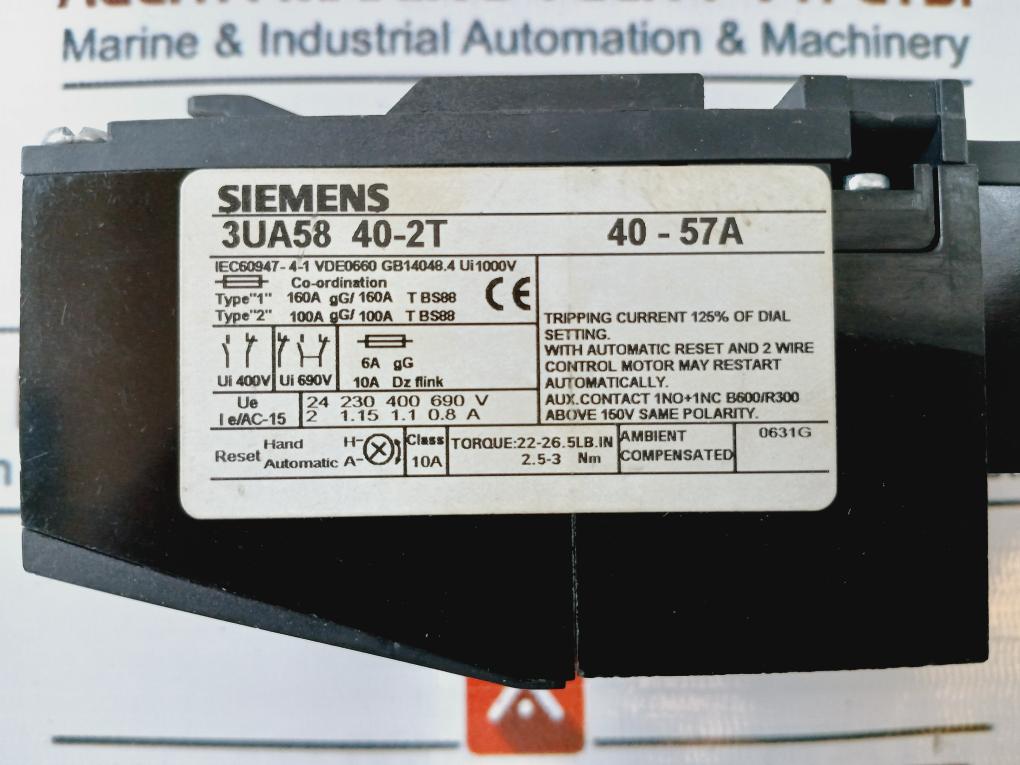 Marine & Industrial Automation & Machinery
SIEMENS
3UA58 40-2T 40 - 57A
IEC60947- 4-1 VDE0660 GB14048.4 Ui1000V
Co-ordination
Type"1" 160A gG/ 160A T BS88
Type"2" 100A gG/ 100A T BS88
CE
Ui 400V Ui 690V
6A gG
10A Dz flink
Ue 24 230 400 690 V
Ie/AC-15 2 1.15 1.1 0.8 A
TRIPPING CURRENT 125% OF DIAL
SETTING.
WITH AUTOMATIC RESET AND 2 WIRE
CONTROL MOTOR MAY RESTART
AUTOMATICALLY.
AUX.CONTACT 1NO+1NC B600/R300
ABOVE 150V SAME POLARITY.
Reset Hand H-
Automatic A-
Class
10A
TORQUE:22-26.5LB.IN
2.5-3 Nm
AMBIENT
COMPENSATED
0631G